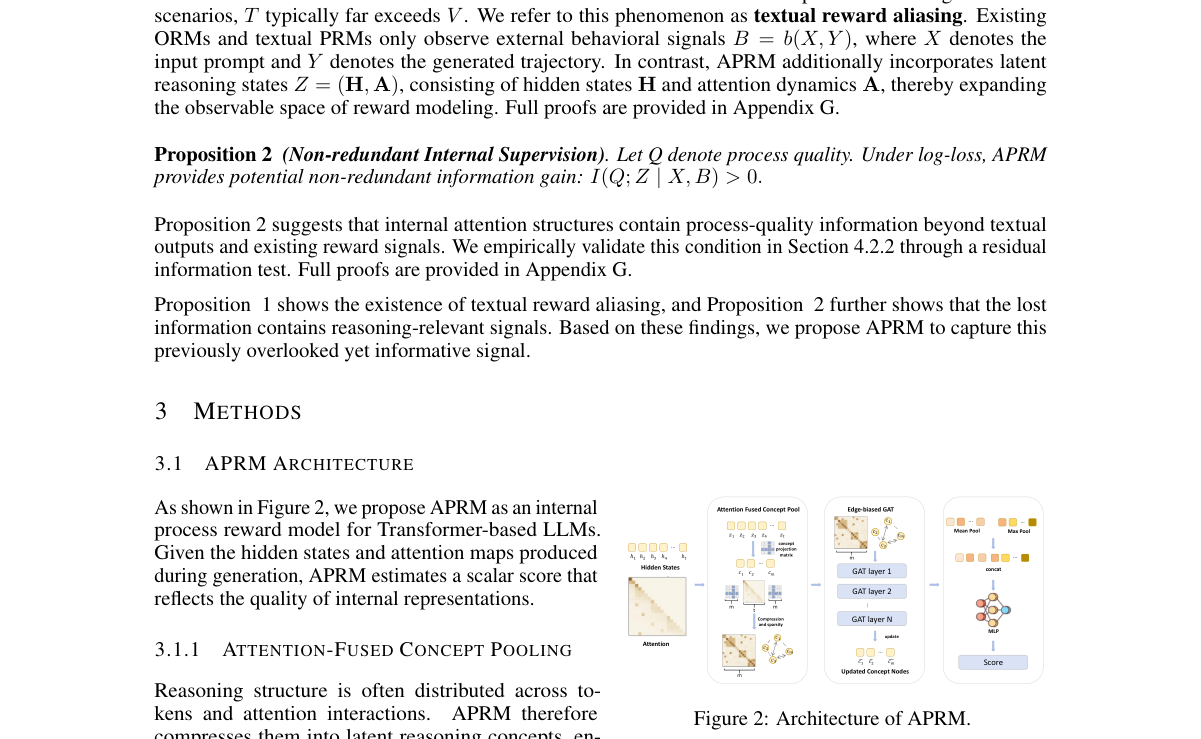 scenarios, T typically far exceeds V. We refer to this phenomenon as textual reward aliasing. Existing
ORMs and textual PRMs only observe external behavioral signals B = b(X, Y), where X denotes the
input prompt and Y denotes the generated trajectory. In contrast, APRM additionally incorporates latent
reasoning states Z = (H, A), consisting of hidden states H and attention dynamics A, thereby expanding
the observable space of reward modeling. Full proofs are provided in Appendix G.
Proposition 2 (Non-redundant Internal Supervision). Let Q denote process quality. Under log-loss, APRM
provides potential non-redundant information gain: I(Q; Z | X, B) > 0.
Proposition 2 suggests that internal attention structures contain process-quality information beyond textual
outputs and existing reward signals. We empirically validate this condition in Section 4.2.2 through a residual
information test. Full proofs are provided in Appendix G.
Proposition 1 shows the existence of textual reward aliasing, and Proposition 2 further shows that the lost
information contains reasoning-relevant signals. Based on these findings, we propose APRM to capture this
previously overlooked yet informative signal.
3 METHODS
3.1 APRM ARCHITECTURE
As shown in Figure 2, we propose APRM as an internal
process reward model for Transformer-based LLMs.
Given the hidden states and attention maps produced
during generation, APRM estimates a scalar score that
reflects the quality of internal representations.
3.1.1 ATTENTION-FUSED CONCEPT POOLING
Reasoning structure is often distributed across to-
kens and attention interactions. APRM therefore
compresses them into latent reasoning concepts, en-
Hidden States
Attention
Attention Fused Concept Pool
concept
projection
matrix
m
m
Compression
and sparsity
m
Edge-biased GAT
m
GAT layer 1
GAT layer 2
GAT layer N
update
Updated Concept Nodes
Mean Pool
Max Pool
concat
MLP
Score
Figure 2: Architecture of APRM.